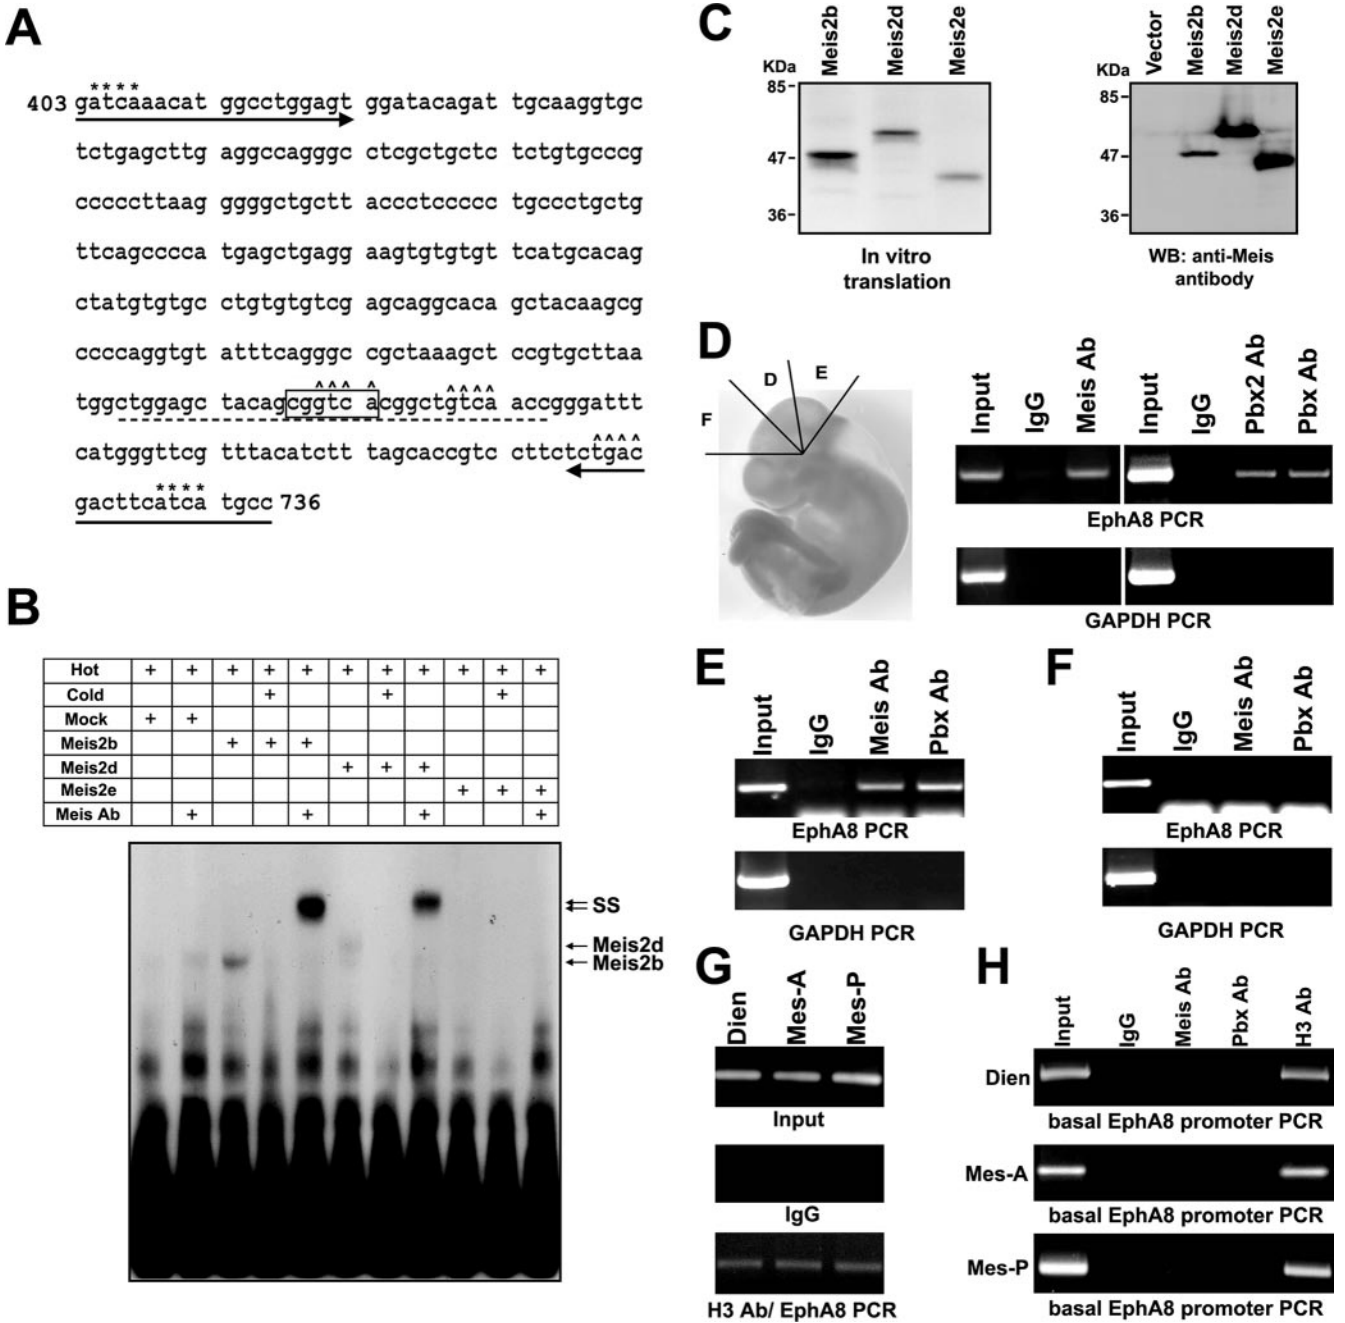 A
****
403 gatcaaacat ggcctggagt ggatacagat tgcaaggtgc
tctgagcttg aggccagggc ctcgctgctc tctgtgcccg
cccccttaag ggggctgctt accctccccc tgccctgctg
ttcagcccca tgagctgagg aagtgtgtgt tcatgcacag
ctatgtgtgc ctgtgtgtcg agcaggcaca gctacaagcg
ccccaggtgt atttcagggc cgctaaagct ccgtgcttaa
^^^ ^ ^^^^
tggctggagc tacagcggtc acggctgtca accgggattt
^^^^
catgggttcg tttacatctt tagcaccgtc cttctctgac
****
gacttcatca tgcc 736
B
Hot + + + + + + + + + + +
Cold + + +
Mock + +
Meis2b + + +
Meis2d + + +
Meis2e + + +
Meis Ab + + + +
SS
Meis2d
Meis2b
C
Meis2b Meis2d Meis2e
KDa
85
47
36
In vitro
translation
Vector Meis2b Meis2d Meis2e
KDa
85
47
36
WB: anti-Meis
antibody
D
D E
F
Input IgG Meis Ab Input IgG Pbx2 Ab Pbx Ab
EphA8 PCR
GAPDH PCR
E
Input IgG Meis Ab Pbx Ab
EphA8 PCR
GAPDH PCR
F
Input IgG Meis Ab Pbx Ab
EphA8 PCR
GAPDH PCR
G
Dien Mes-A Mes-P
Input
IgG
H3 Ab/ EphA8 PCR
H
Input IgG Meis Ab Pbx Ab H3 Ab
Dien
basal EphA8 promoter PCR
Mes-A
basal EphA8 promoter PCR
Mes-P
basal EphA8 promoter PCR